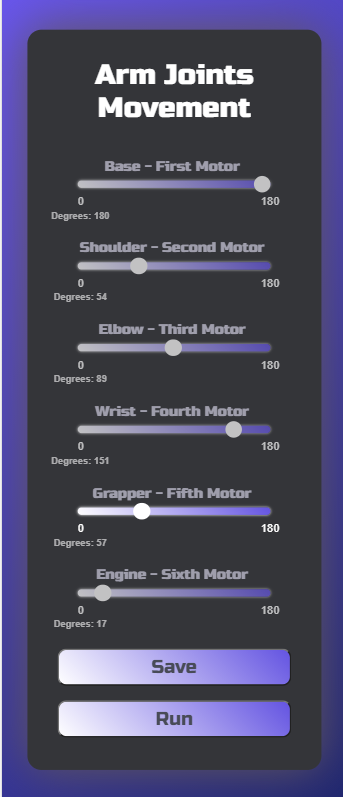 Arm Joints
Movement
Base - First Motor
0 180
Degrees: 180
Shoulder - Second Motor
0 180
Degrees: 54
Elbow - Third Motor
0 180
Degrees: 89
Wrist - Fourth Motor
0 180
Degrees: 151
Grapper - Fifth Motor
0 180
Degrees: 57
Engine - Sixth Motor
0 180
Degrees: 17
Save
Run